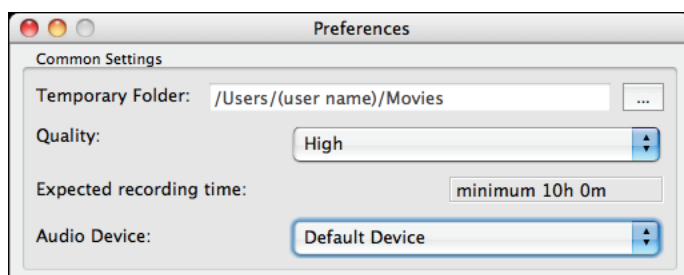 Preferences
Common Settings
Temporary Folder: /Users/(user name)/Movies ...
Quality: High
Expected recording time: minimum 10h 0m
Audio Device: Default Device